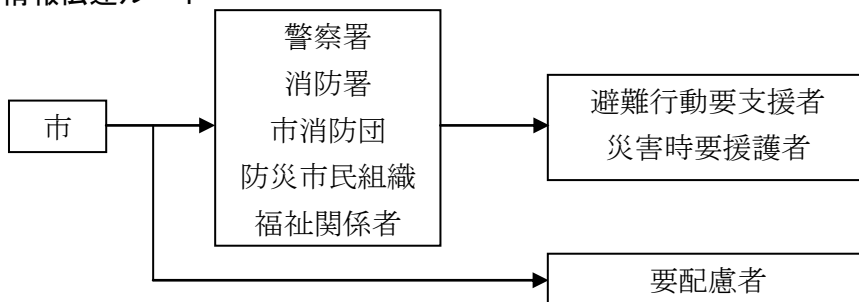 情報伝達ルート
市
警察署
消防署
市消防団
防災市民組織
福祉関係者
避難行動要支援者
災害時要援護者
要配慮者